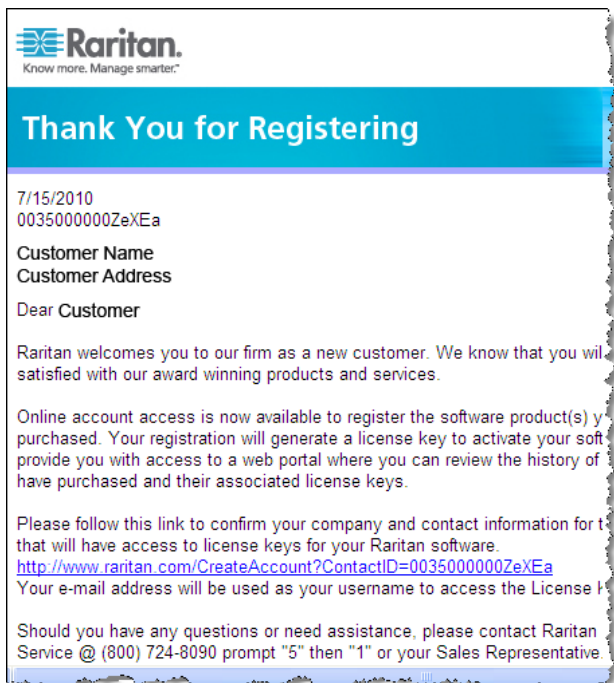 Raritan.
Know more. Manage smarter.™
Thank You for Registering
7/15/2010
0035000000ZeXEa
Customer Name
Customer Address
Dear Customer
Raritan welcomes you to our firm as a new customer. We know that you
satisfied with our award winning products and services.
Online account access is now available to register the software product(s)
purchased. Your registration will generate a license key to activate your
provide you with access to a web portal where you can review the history of
have purchased and their associated license keys.
Please follow this link to confirm your company and contact information for
that will have access to license keys for your Raritan software.
http://www.raritan.com/CreateAccount?ContactID=0035000000ZeXEa
Your e-mail address will be used as your username to access the License
Should you have any questions or need assistance, please contact Raritan
Service @ (800) 724-8090 prompt "5" then "1" or your Sales Representative.